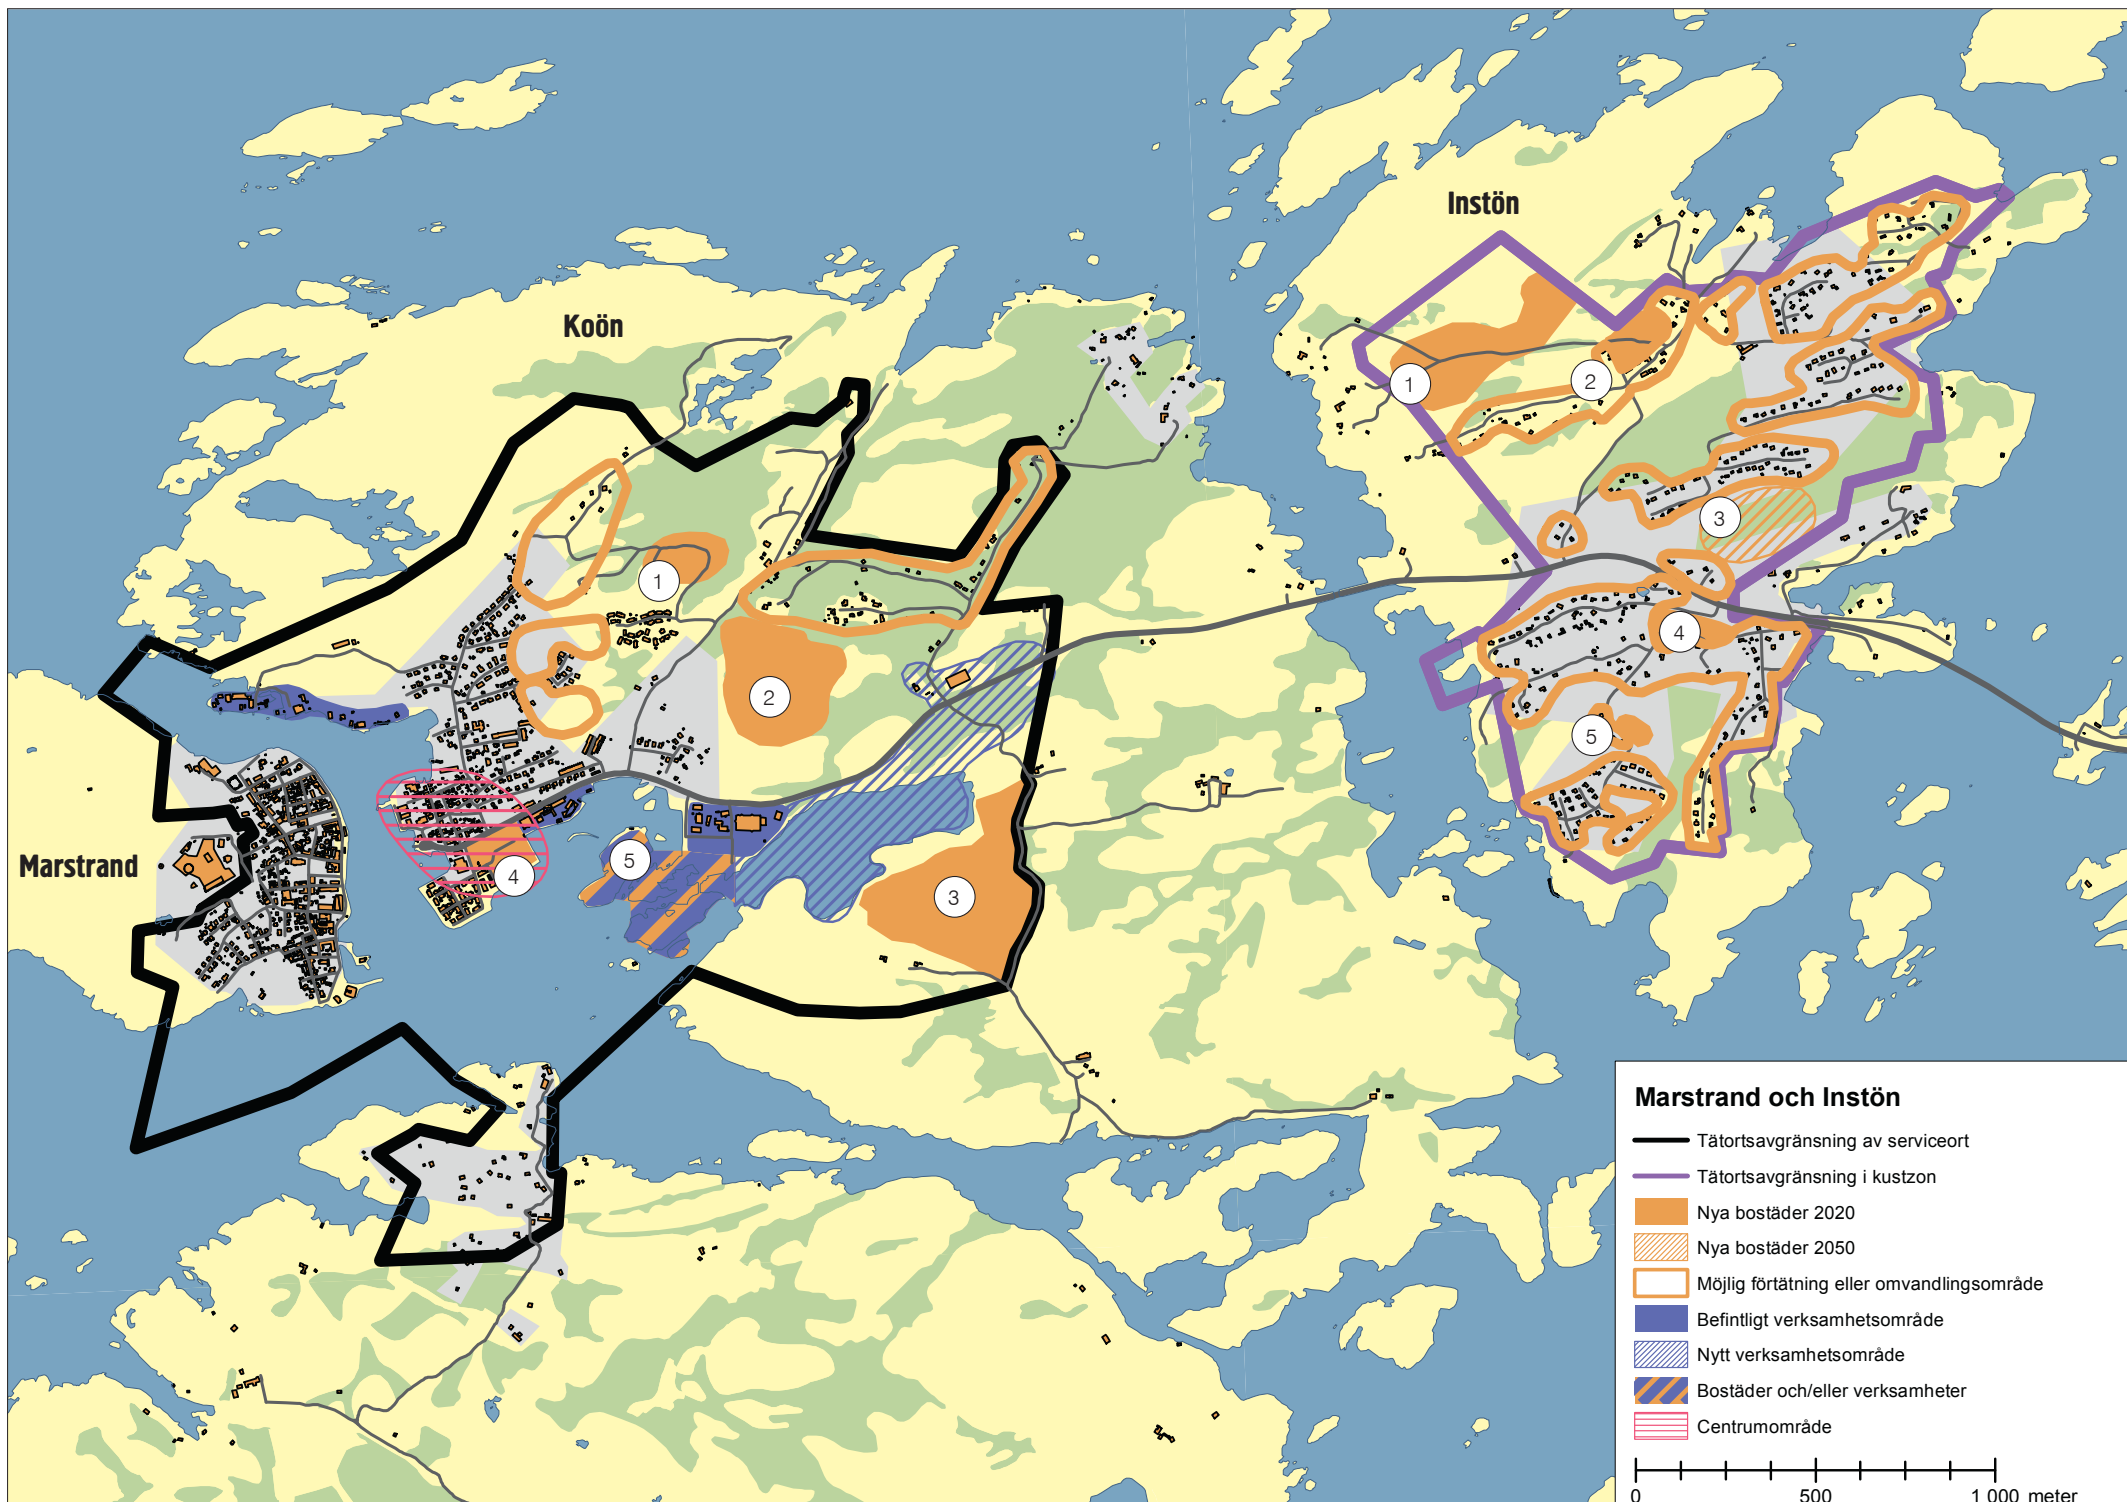 Instön
Koön
1
2
3
1
2
4
3
5
5
4
Marstrand
Marstrand och Instön
Tätortsavgränsning av serviceort
Tätortsavgränsning i kustzon
Nya bostäder 2020
Nya bostäder 2050
Möjlig förtätning eller omvandlingsområde
Befintligt verksamhetsområde
Nytt verksamhetsområde
Bostäder och/eller verksamheter
Centrumområde
0 500 1 000 meter